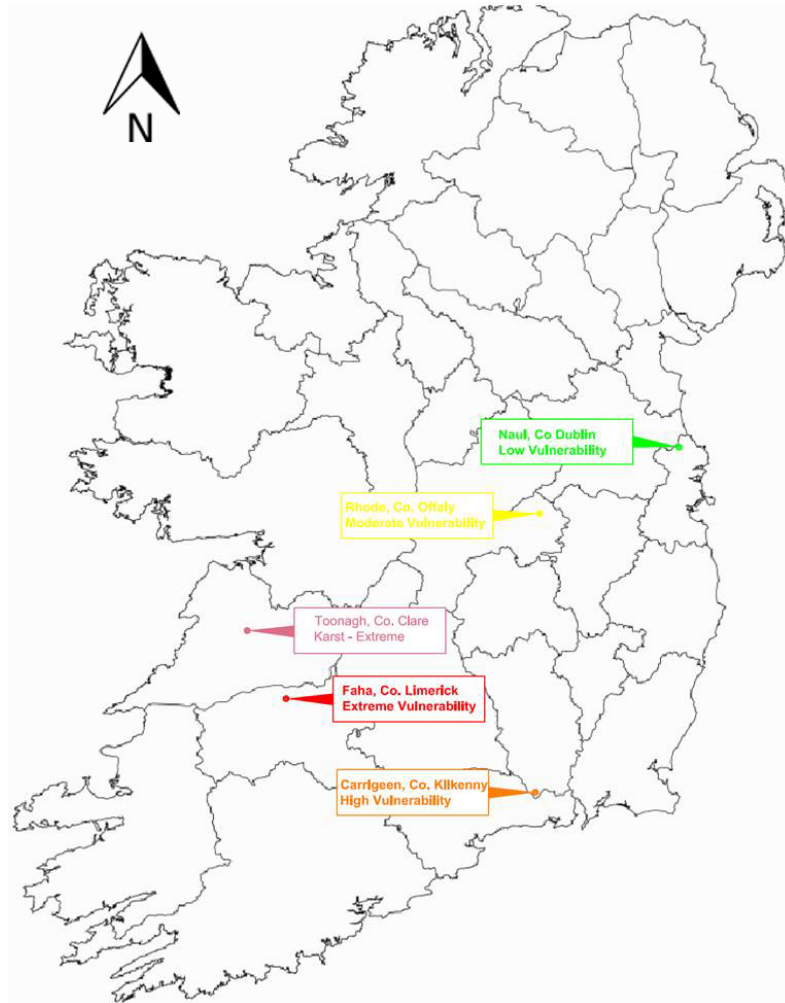 N
Naul, Co Dublin
Low Vulnerability
Rhode, Co. Offaly
Moderate Vulnerability
Toonagh, Co. Clare
Karst - Extreme
Faha, Co. Limerick
Extreme Vulnerability
Carrigeen, Co. Kilkenny
High Vulnerability